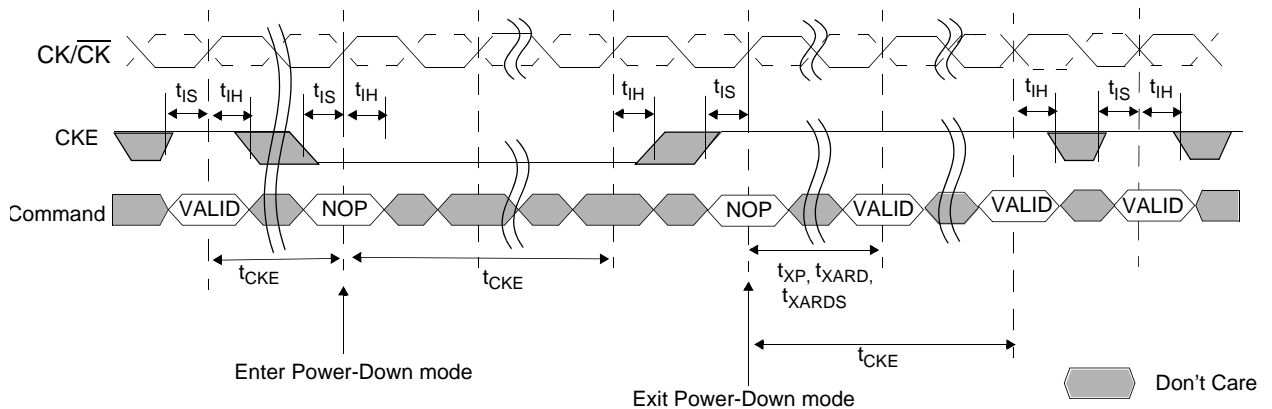 CK/CK
tIS tIH tIS tIH tIH tIS tIH tIS tIH
CKE
Command VALID NOP NOP VALID VALID VALID
tCKE tCKE tXP, tXARD,
tXARDS
tCKE
Enter Power-Down mode
Exit Power-Down mode
Don't Care